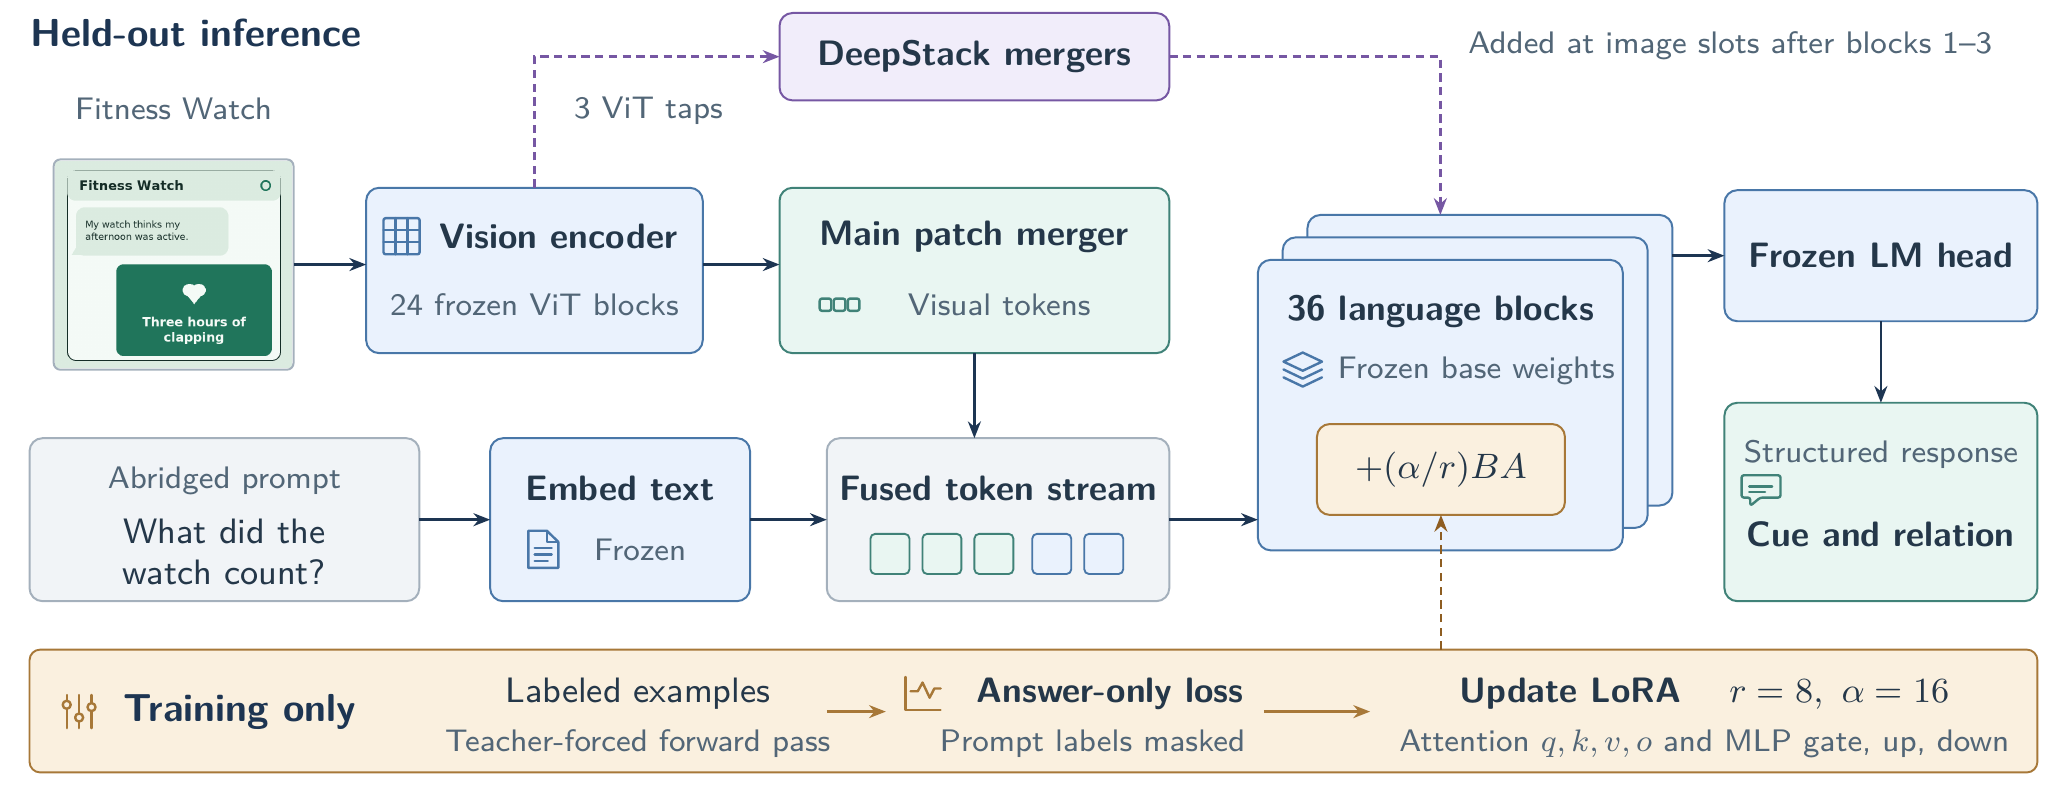 Held-out inference
DeepStack mergers
Added at image slots after blocks 1–3
Fitness Watch
3 ViT taps
Fitness Watch
My watch thinks my
afternoon was active.
Three hours of
clapping
Vision encoder
24 frozen ViT blocks
Main patch merger
Visual tokens
36 language blocks
Frozen base weights
+(α/r)BA
Frozen LM head
Structured response
Cue and relation
Abridged prompt
What did the
watch count?
Embed text
Frozen
Fused token stream
Training only
Labeled examples
Teacher-forced forward pass
Answer-only loss
Prompt labels masked
Update LoRA r = 8, α = 16
Attention q, k, v, o and MLP gate, up, down